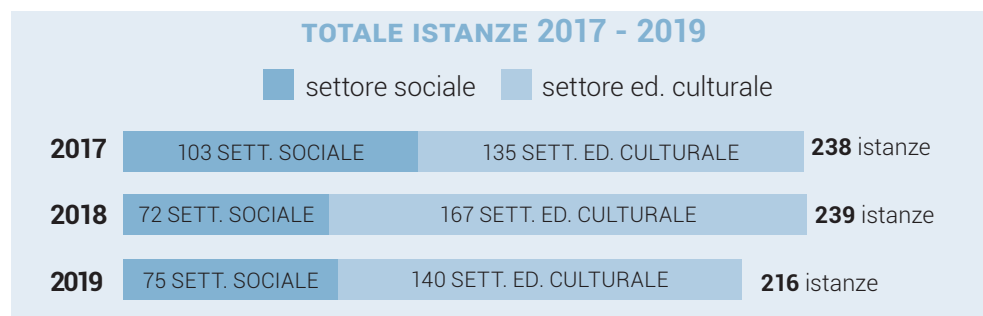 TOTALE ISTANZE 2017 - 2019
settore sociale settore ed. culturale
2017 103 SETT. SOCIALE 135 SETT. ED. CULTURALE 238 istanze
2018 72 SETT. SOCIALE 167 SETT. ED. CULTURALE 239 istanze
2019 75 SETT. SOCIALE 140 SETT. ED. CULTURALE 216 istanze